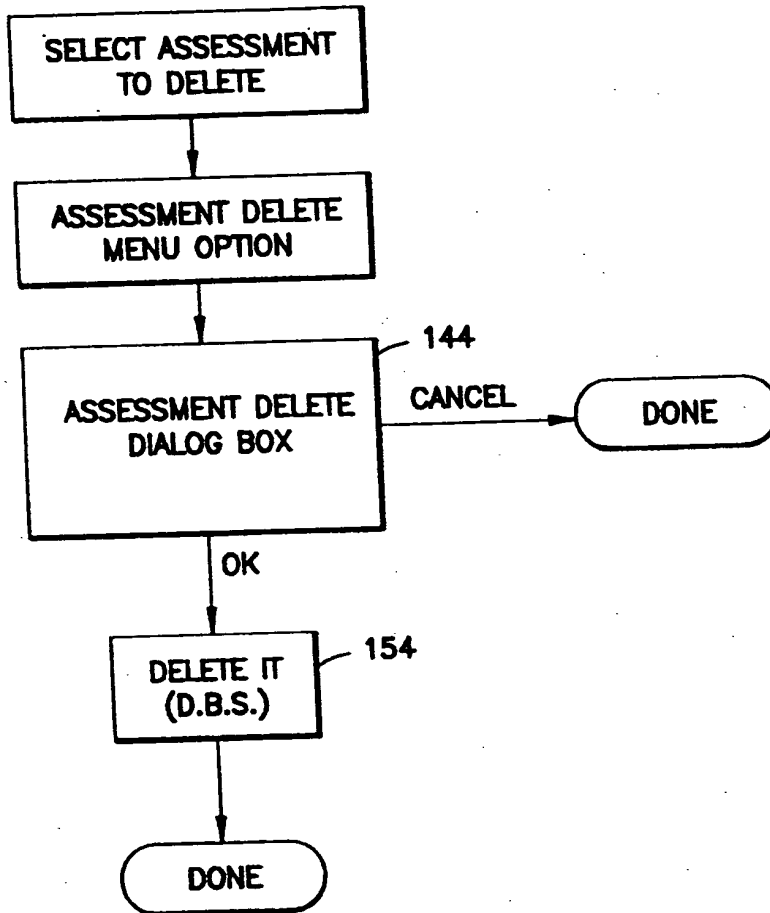 SELECT ASSESSMENT
TO DELETE
ASSESSMENT DELETE
MENU OPTION
144
ASSESSMENT DELETE
DIALOG BOX
CANCEL
DONE
OK
DELETE IT
(D.B.S.)
154
DONE